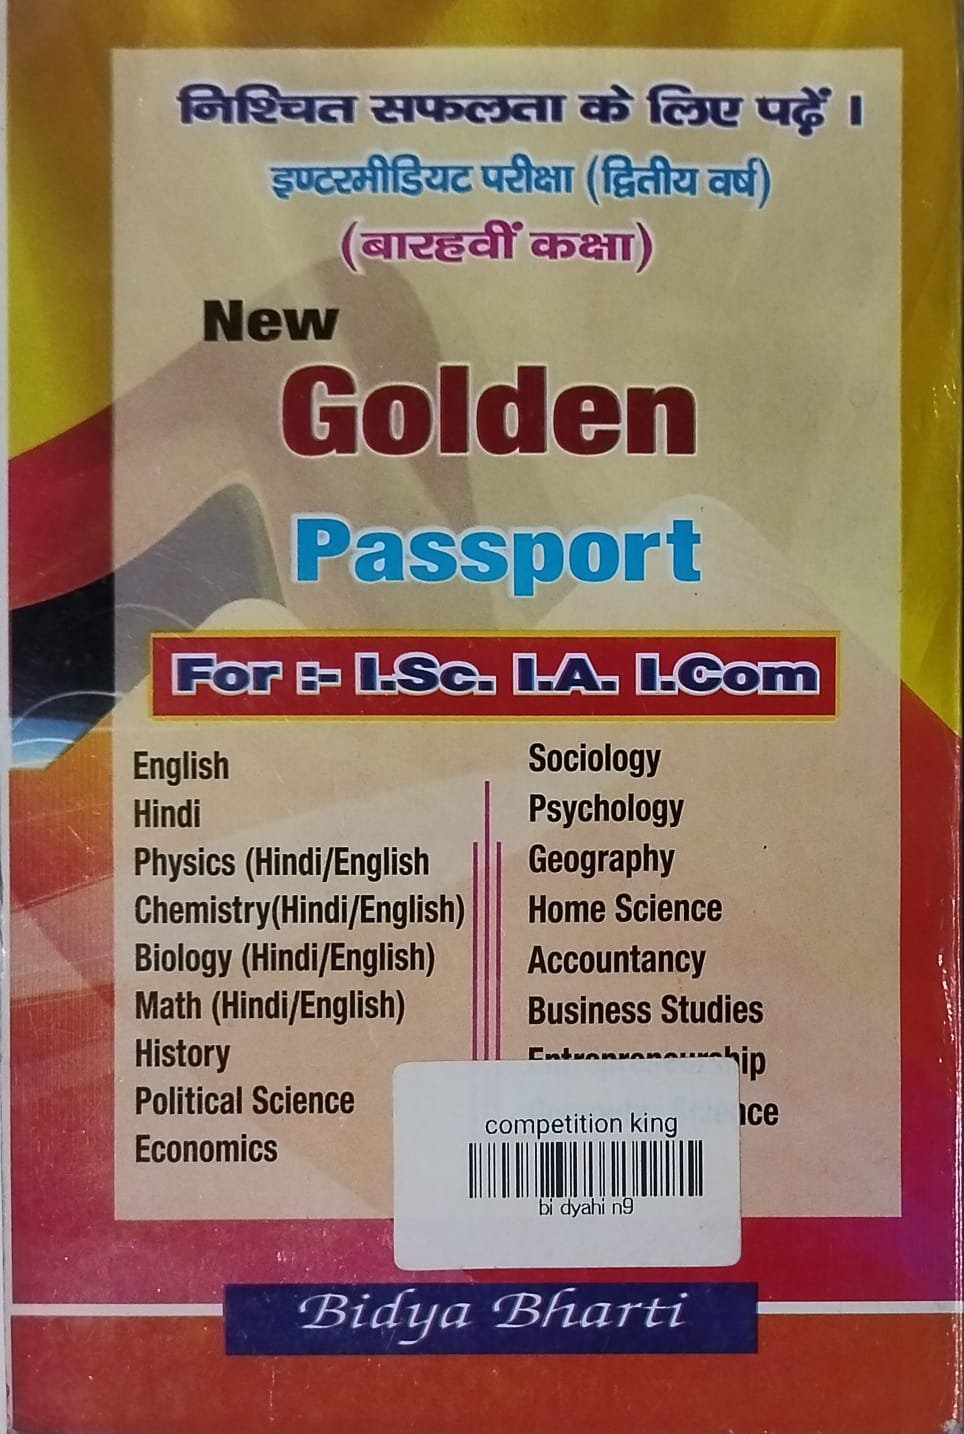 निश्चित सफलता के लिए पढ़ें ।
इण्टरमीडियट परीक्षा (द्वितीय वर्ष)
(बारहवीं कक्षा)
New
Golden
Passport
For :- I.Sc. I.A. I.Com
English
Hindi
Physics (Hindi/English
Chemistry(Hindi/English)
Biology (Hindi/English)
Math (Hindi/English)
History
Political Science
Economics
Sociology
Psychology
Geography
Home Science
Accountancy
Business Studies
Entrepreneurship
competition king
bi dyahi n9
Bidya Bharti